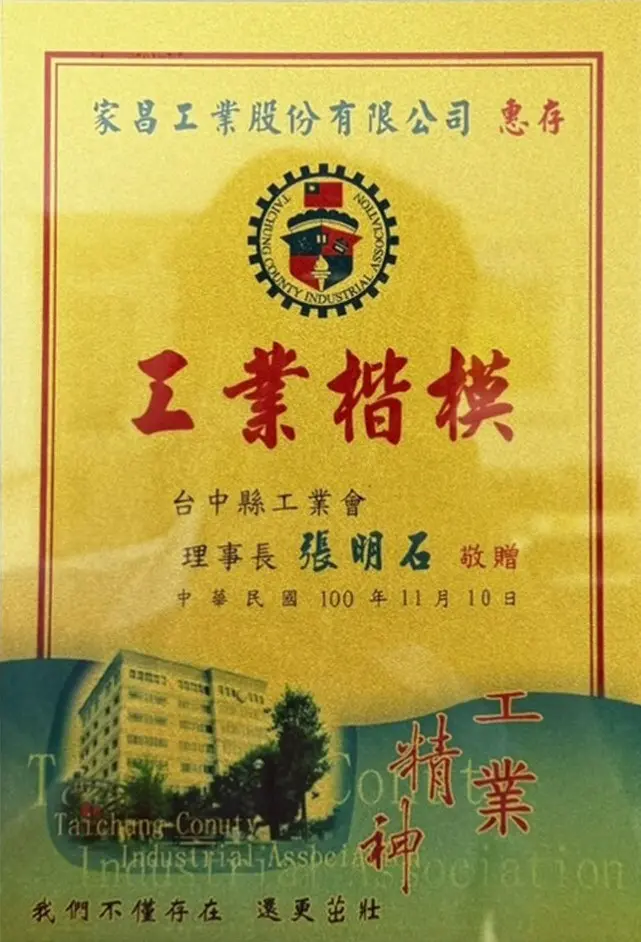 家昌工業股份有限公司 惠存
TAICHUNG COUNTY INDUSTRIAL ASSOCIATION
工業楷模
台中縣工業會
理事長 張明石 敬贈
中華民國 100 年 11 月 10 日
工業
精神
Taichung Conuty
Industrial Assbociation
我們不僅存在 還更茁壯